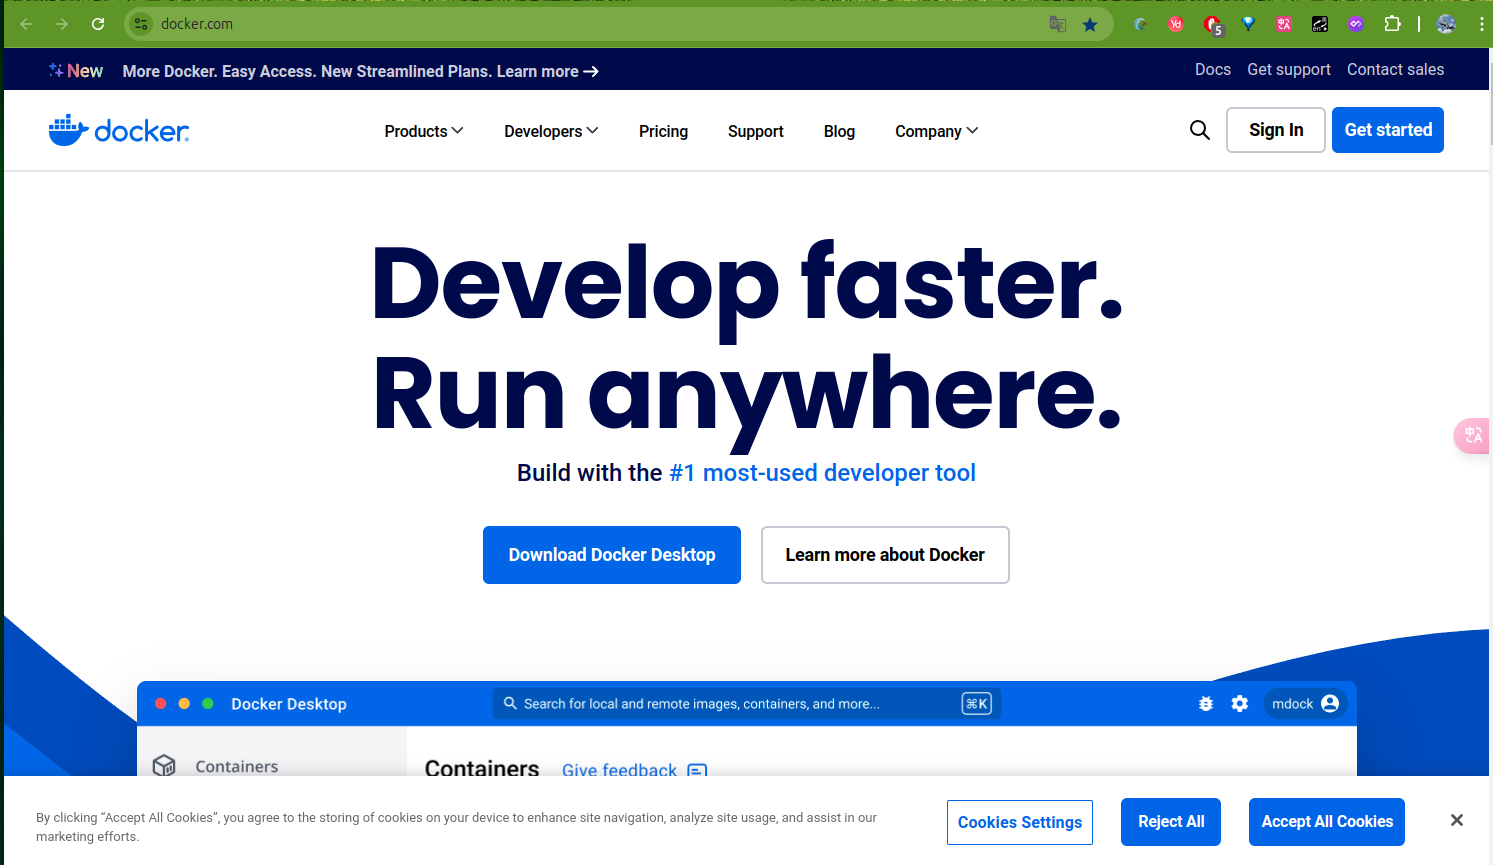 docker.com
5
New More Docker. Easy Access. New Streamlined Plans. Learn more →
Docs Get support Contact sales
docker
Products Developers Pricing Support Blog Company
Sign In Get started
Develop faster.
Run anywhere.
Build with the #1 most-used developer tool
Download Docker Desktop Learn more about Docker
Docker Desktop Search for local and remote images, containers, and more... ⌘K mdock
Containers Containers Give feedback
By clicking “Accept All Cookies”, you agree to the storing of cookies on your device to enhance site navigation, analyze site usage, and assist in our
marketing efforts.
Cookies Settings Reject All Accept All Cookies